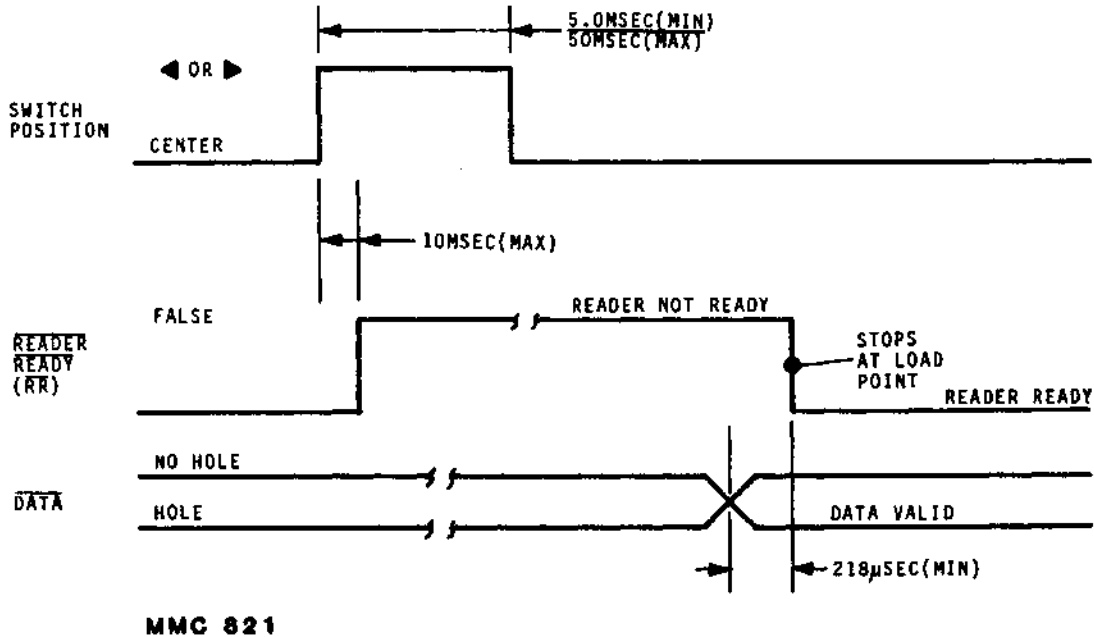 5.0MSEC(MIN)
50MSEC(MAX)
◀ OR ▶
SWITCH
POSITION
CENTER
10MSEC(MAX)
FALSE
READER NOT READY
READER
READY
(RR)
STOPS
AT LOAD
POINT
READER READY
NO HOLE
DATA
HOLE
DATA VALID
218μSEC(MIN)
MMC 821